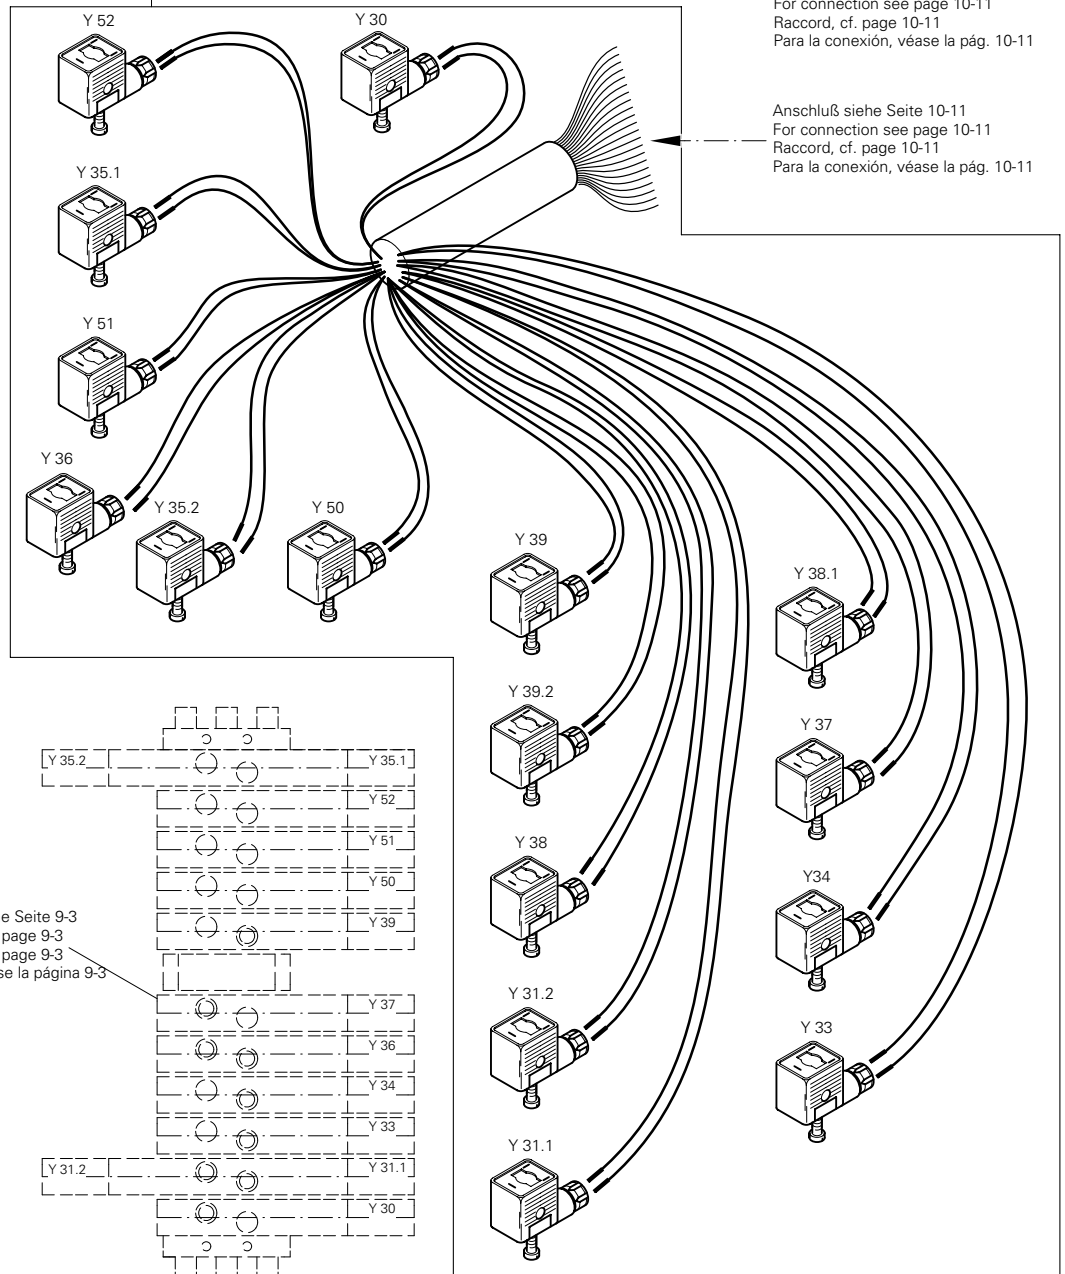 For connection see page 10-11
Raccord, cf. page 10-11
Para la conexión, véase la pág. 10-11
Anschluß siehe Seite 10-11
For connection see page 10-11
Raccord, cf. page 10-11
Para la conexión, véase la pág. 10-11
Y 52
Y 30
Y 35.1
Y 51
Y 36
Y 35.2
Y 50
Y 39
Y 38.1
Y 39.2
Y 37
Y 38
Y34
Y 31.2
Y 33
Y 31.1
Y 35.2
Y 35.1
Y 52
Y 51
Y 50
Y 39
e Seite 9-3
page 9-3
page 9-3
se la página 9-3
Y 37
Y 36
Y 34
Y 33
Y 31.2
Y 31.1
Y 30